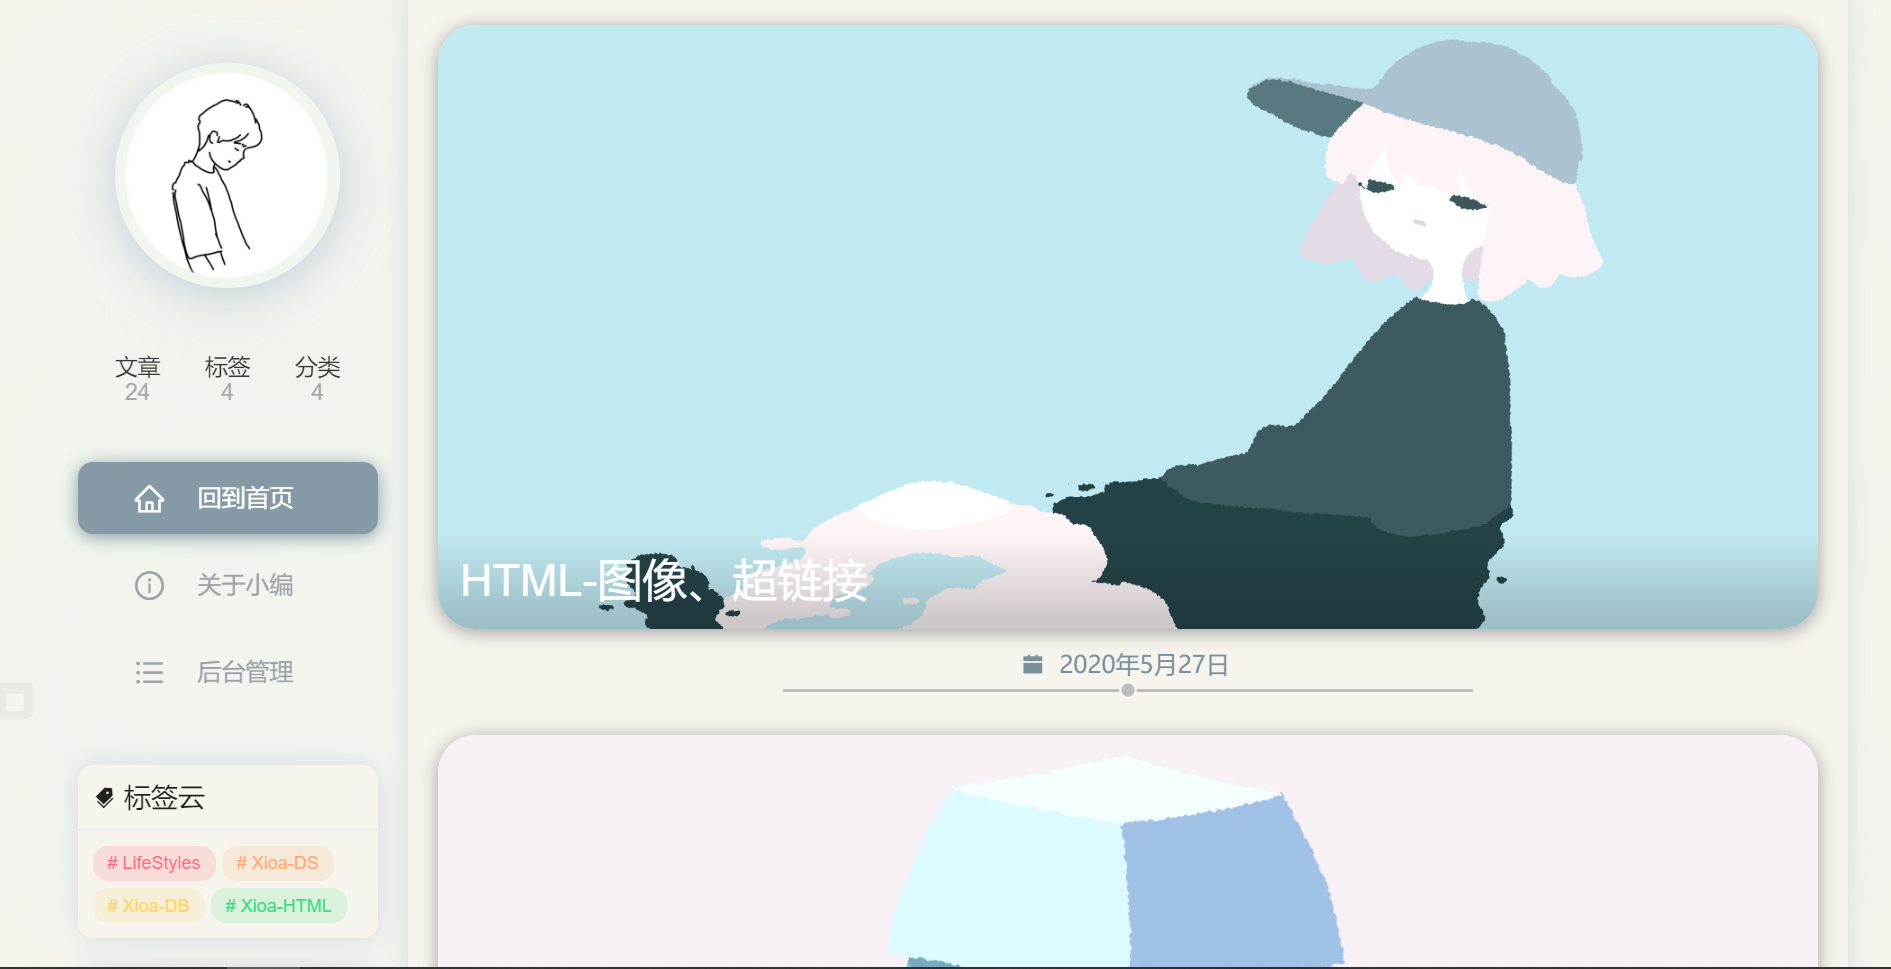 文章 标签 分类
24 4 4
回到首页
关于小编
后台管理
标签云
# LifeStyles # Xioa-DS
# Xioa-DB # Xioa-HTML
HTML-图像、超链接
2020年5月27日